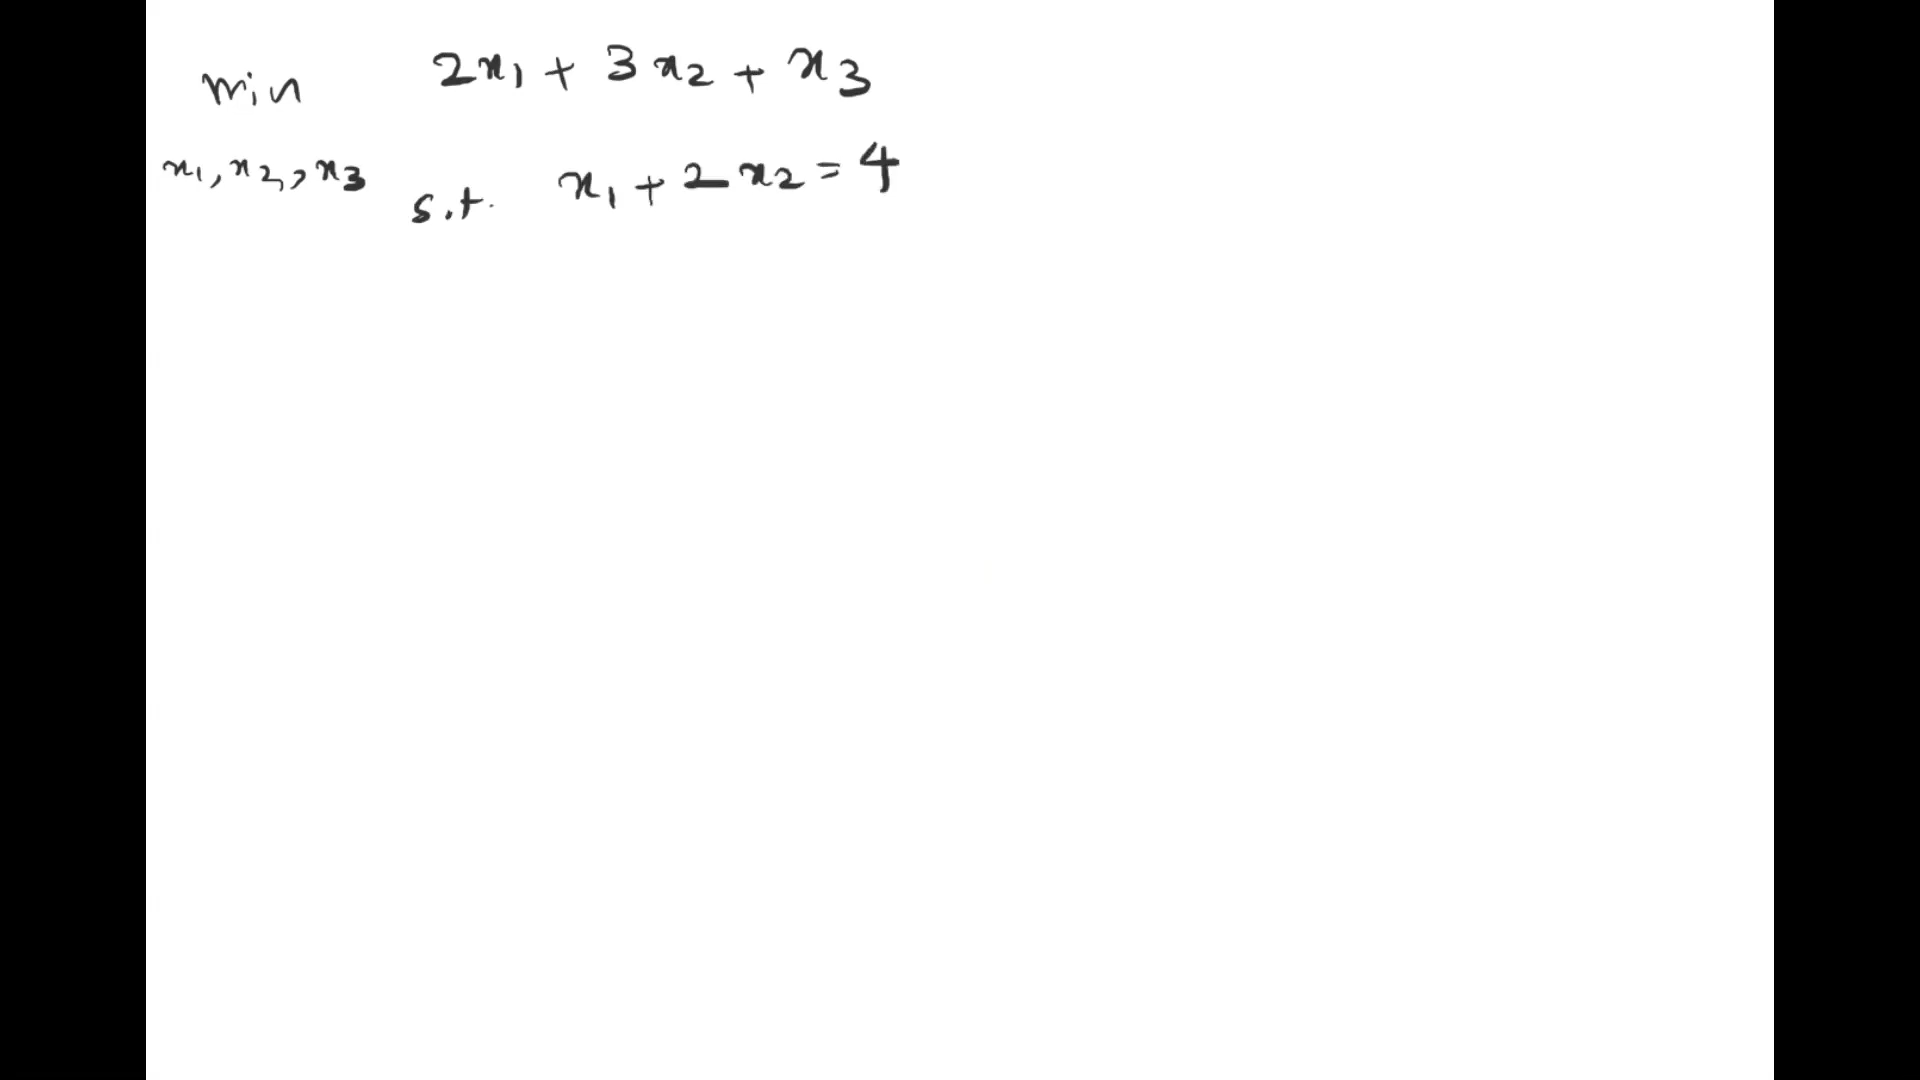 min 2x₁ + 3x₂ + x₃
x₁, x₂, x₃ s.t. x₁ + 2x₂ = 4